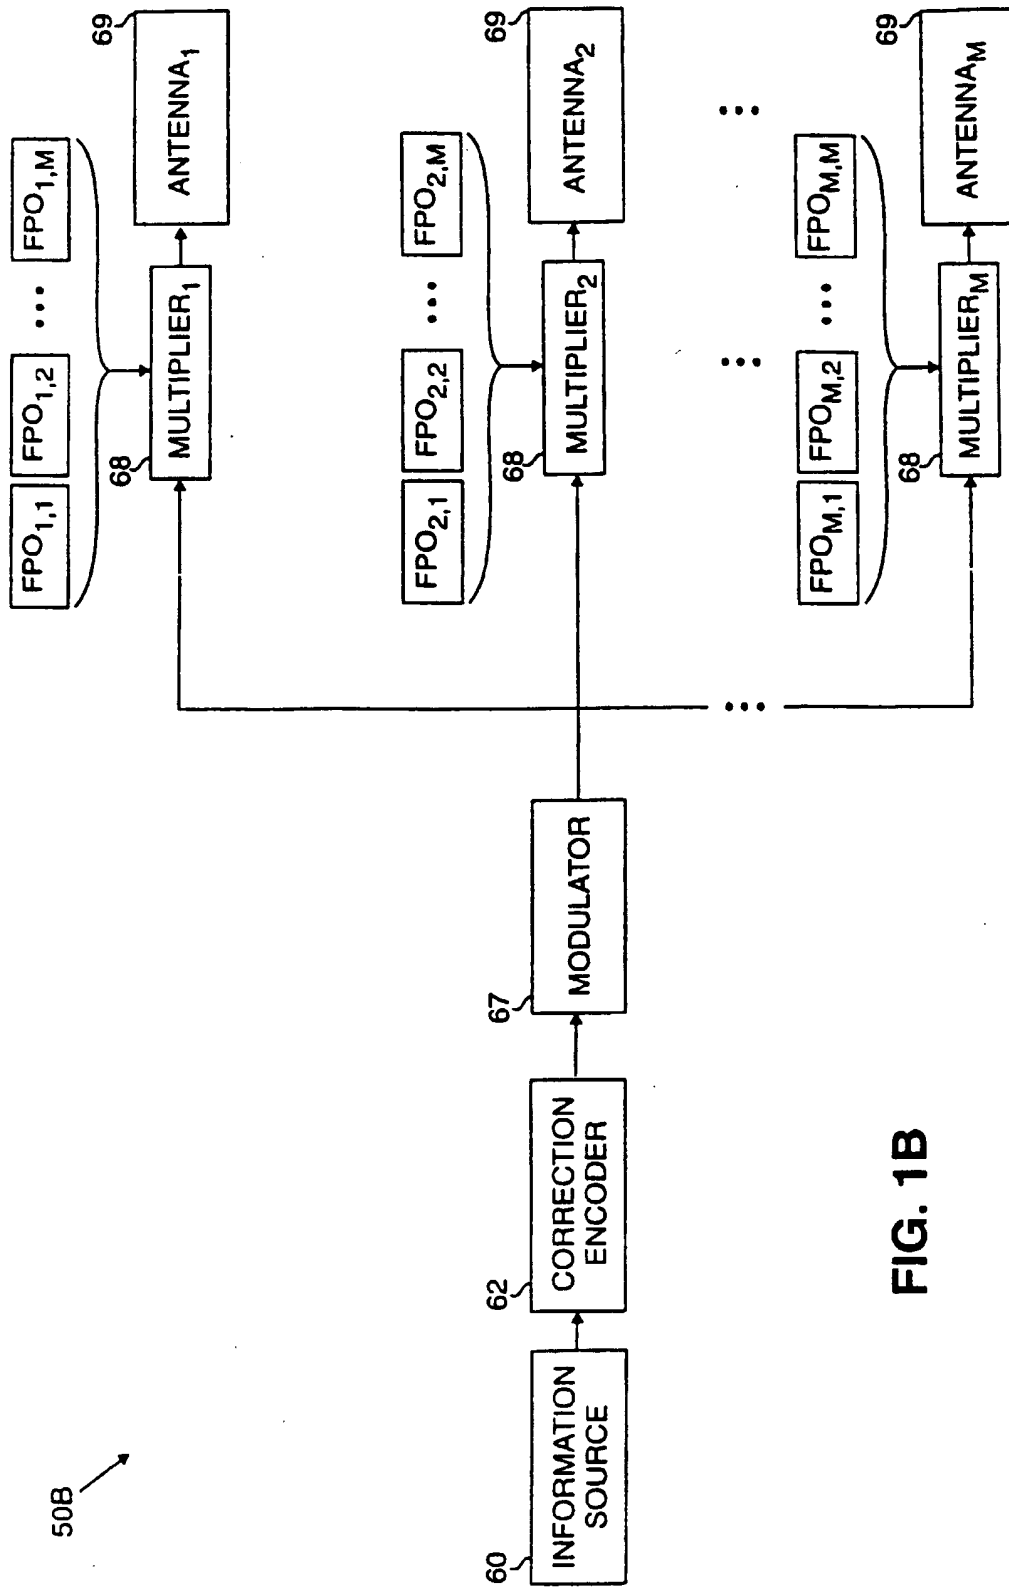 50B
60
INFORMATION
SOURCE
62
CORRECTION
ENCODER
67
MODULATOR
FPO1,1 FPO1,2 ••• FPO1,M
68
MULTIPLIER1
69
ANTENNA1
FPO2,1 FPO2,2 ••• FPO2,M
68
MULTIPLIER2
69
ANTENNA2
••• ••• •••
FPOM,1 FPOM,2 ••• FPOM,M
68
MULTIPLIERM
69
ANTENNAM
FIG. 1B